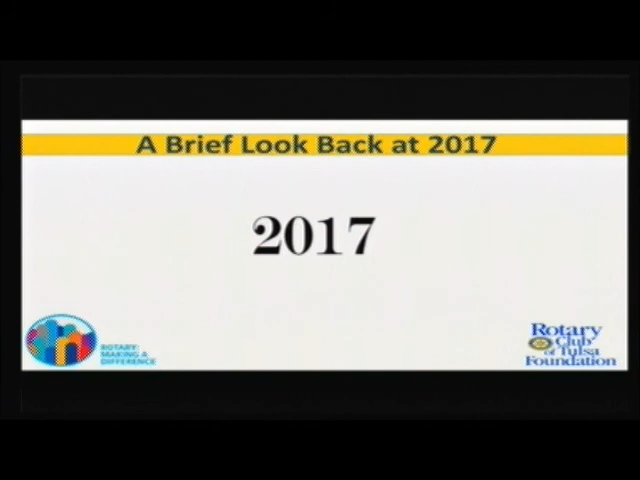 A Brief Look Back at 2017
2017
ROTARY:
MAKING A
DIFFERENCE
Rotary
Club
of Tulsa
Foundation